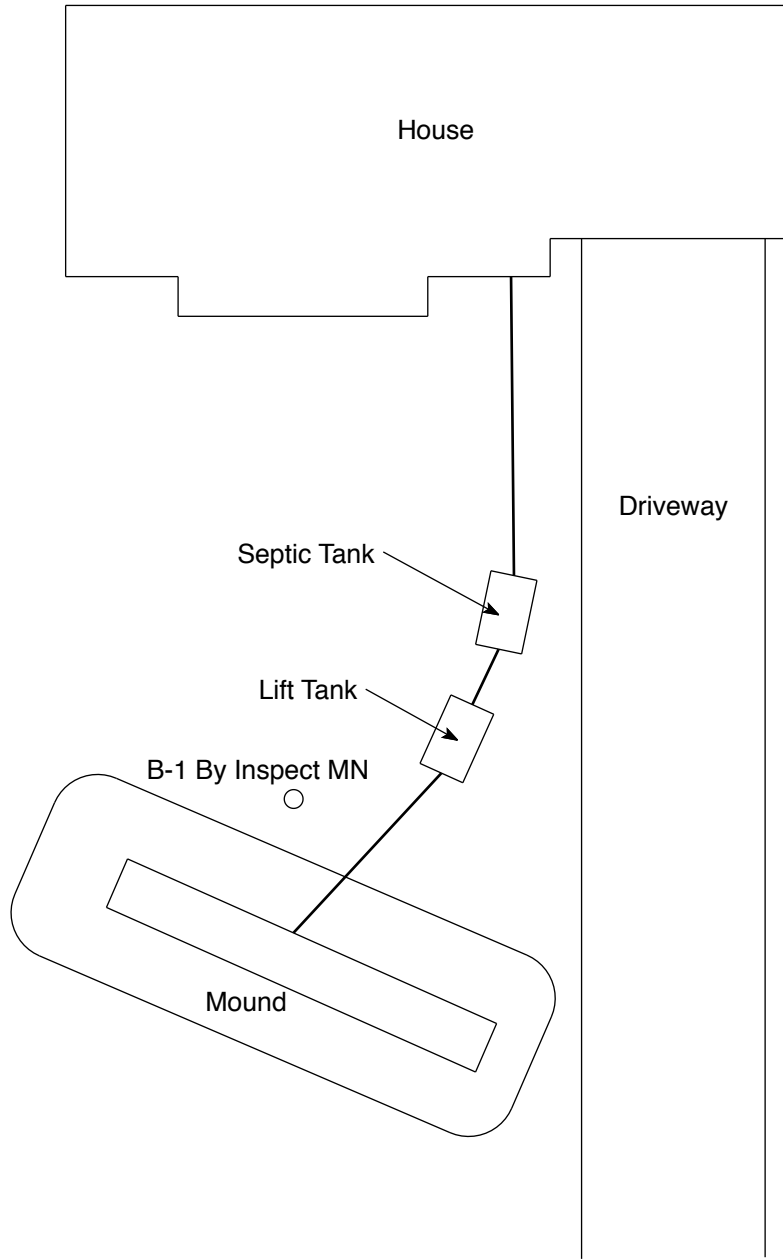 House
Driveway
Septic Tank
Lift Tank
B-1 By Inspect MN
Mound